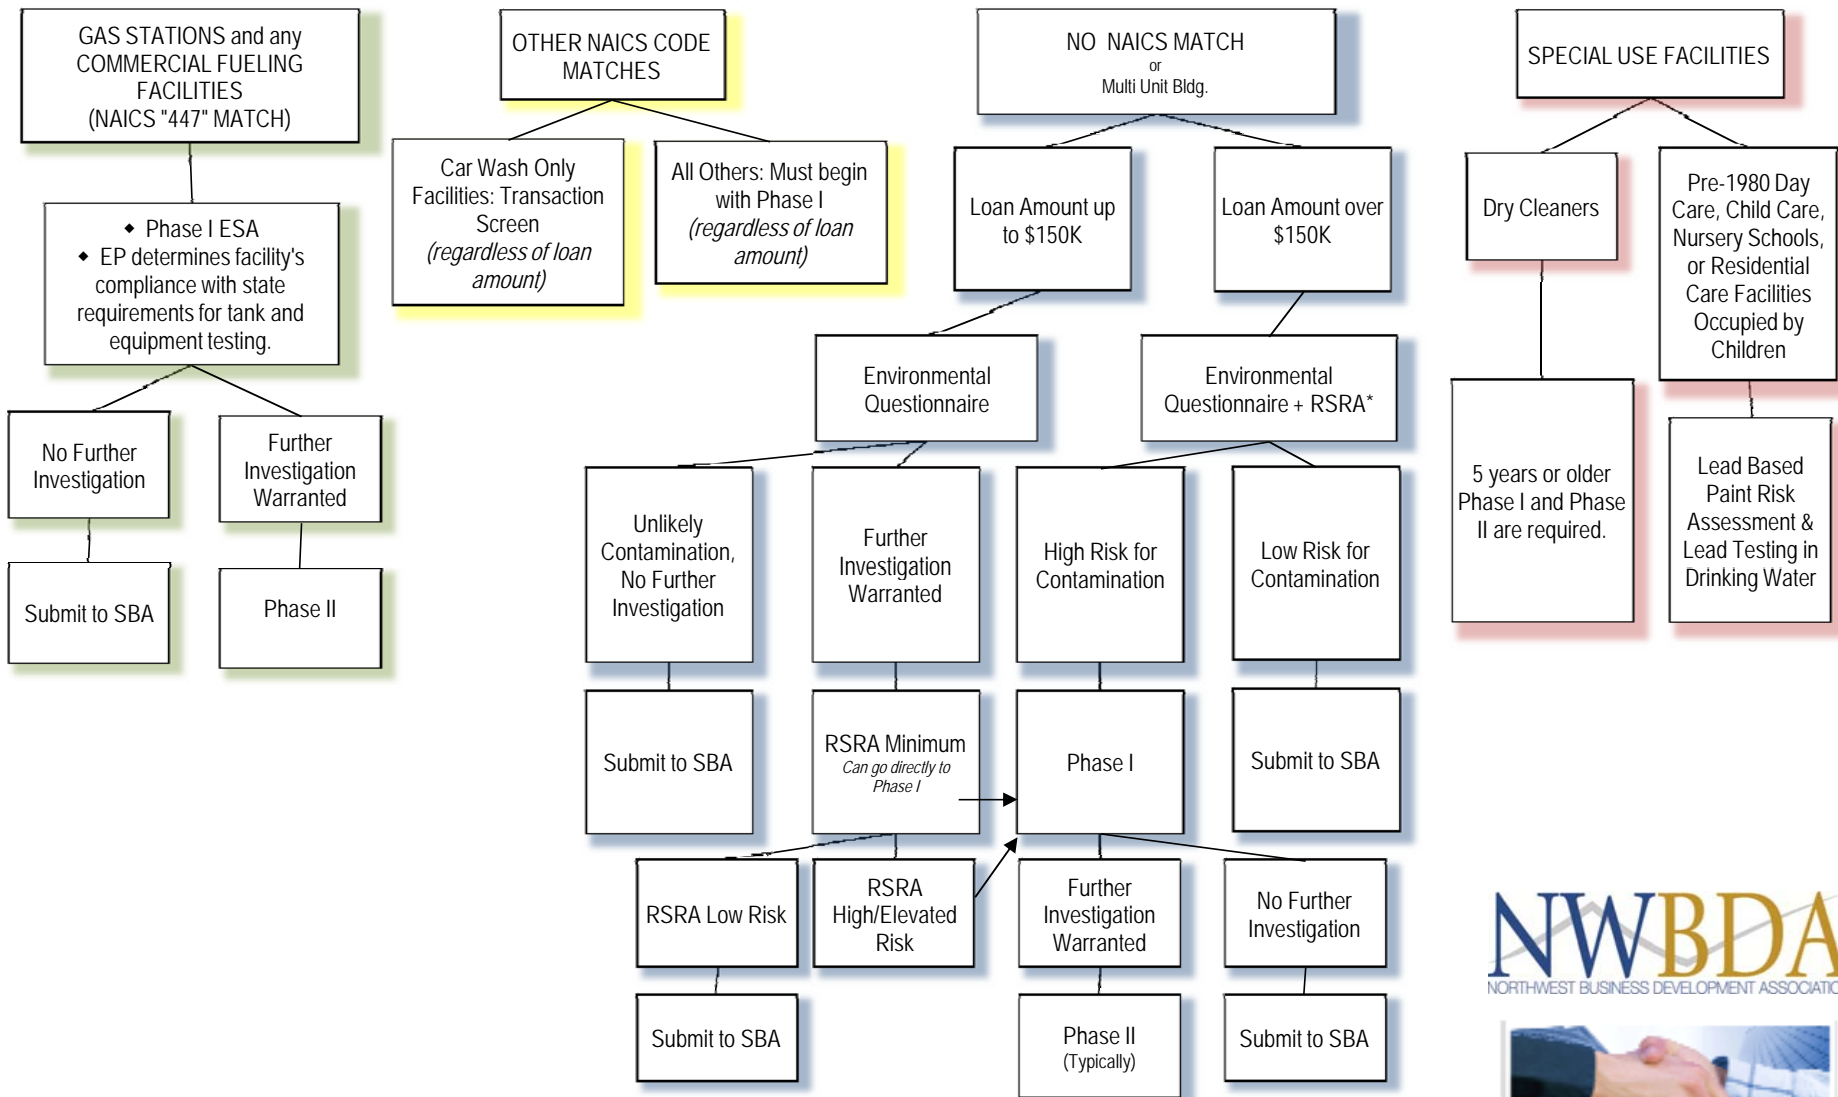 GAS STATIONS and any
COMMERCIAL FUELING
FACILITIES
(NAICS "447" MATCH)
◆ Phase I ESA
◆ EP determines facility's
compliance with state
requirements for tank and
equipment testing.
No Further
Investigation
Further
Investigation
Warranted
Submit to SBA
Phase II
OTHER NAICS CODE
MATCHES
Car Wash Only
Facilities: Transaction
Screen
(regardless of loan
amount)
All Others: Must begin
with Phase I
(regardless of loan
amount)
NO NAICS MATCH
or
Multi Unit Bldg.
Loan Amount up
to $150K
Loan Amount over
$150K
Environmental
Questionnaire
Environmental
Questionnaire + RSRA*
Unlikely
Contamination,
No Further
Investigation
Further
Investigation
Warranted
High Risk for
Contamination
Low Risk for
Contamination
Submit to SBA
RSRA Minimum
Can go directly to
Phase I
Phase I
Submit to SBA
RSRA Low Risk
RSRA
High/Elevated
Risk
Further
Investigation
Warranted
No Further
Investigation
Submit to SBA
Phase II
(Typically)
Submit to SBA
SPECIAL USE FACILITIES
Dry Cleaners
Pre-1980 Day
Care, Child Care,
Nursery Schools,
or Residential
Care Facilities
Occupied by
Children
5 years or older
Phase I and Phase
II are required.
Lead Based
Paint Risk
Assessment &
Lead Testing in
Drinking Water
NWBDA
NORTHWEST BUSINESS DEVELOPMENT ASSOCIATIO